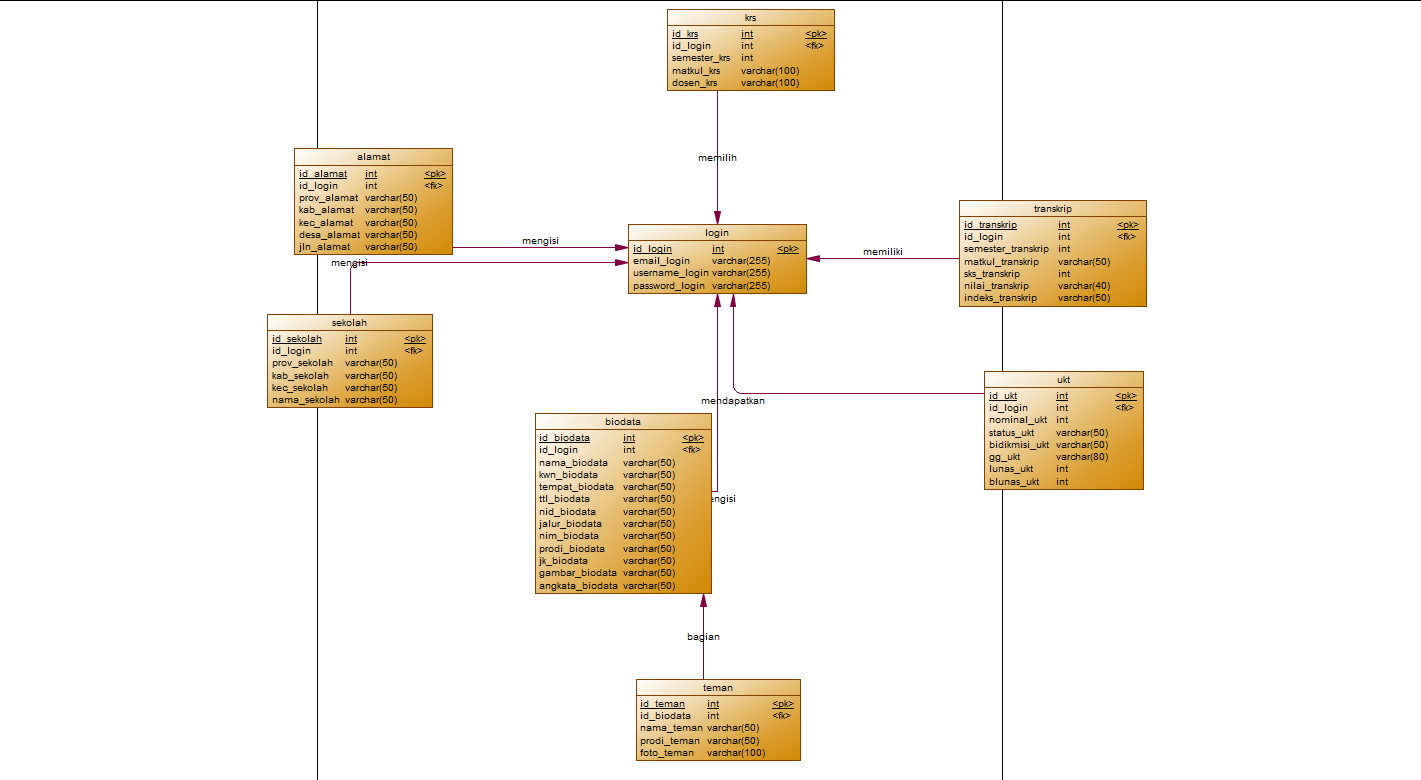 krs
id_krs int <pk>
id_login int <fk>
semester_krs int
matkul_krs varchar(100)
dosen_krs varchar(100)
memilih
alamat
id_alamat int <pk>
id_login int <fk>
prov_alamat varchar(50)
kab_alamat varchar(50)
kec_alamat varchar(50)
desa_alamat varchar(50)
jln_alamat varchar(50)
mengisi
mengisi
login
id_login int <pk>
email_login varchar(255)
username_login varchar(255)
password_login varchar(255)
memiliki
transkrip
id_transkrip int <pk>
id_login int <fk>
semester_transkrip int
matkul_transkrip varchar(50)
sks_transkrip int
nilai_transkrip varchar(40)
indeks_transkrip varchar(50)
sekolah
id_sekolah int <pk>
id_login int <fk>
prov_sekolah varchar(50)
kab_sekolah varchar(50)
kec_sekolah varchar(50)
nama_sekolah varchar(50)
ukt
id_ukt int <pk>
id_login int <fk>
nominal_ukt int
status_ukt varchar(50)
bidikmisi_ukt varchar(50)
gg_ukt varchar(80)
lunas_ukt int
blunas_ukt int
mendapatkan
biodata
id_biodata int <pk>
id_login int <fk>
nama_biodata varchar(50)
kwn_biodata varchar(50)
tempat_biodata varchar(50)
ttl_biodata varchar(50)
nid_biodata varchar(50)
jalur_biodata varchar(50)
nim_biodata varchar(50)
prodi_biodata varchar(50)
jk_biodata varchar(50)
gambar_biodata varchar(50)
angkata_biodata varchar(50)
engisi
bagian
teman
id_teman int <pk>
id_biodata int <fk>
nama_teman varchar(50)
prodi_teman varchar(50)
foto_teman varchar(100)